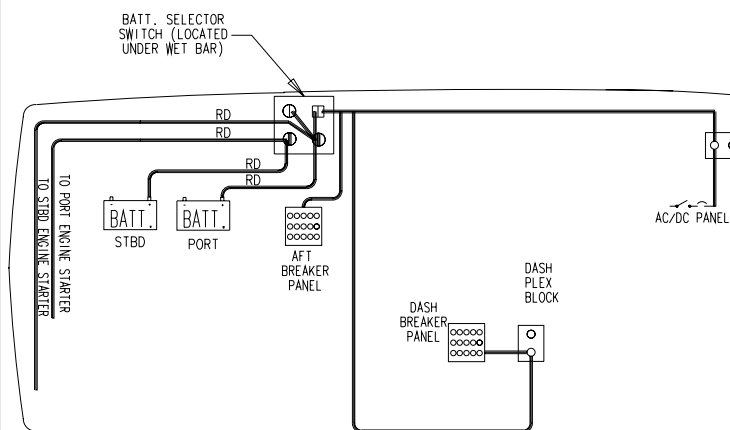 BATT. SELECTOR
SWITCH (LOCATED
UNDER WET BAR)
RD
RD
RD
RD
TO PORT ENGINE STARTER
TO STBD ENGINE STARTER
BATT.
STBD
BATT.
PORT
AFT
BREAKER
PANEL
AC/DC PANEL
DASH
PLEX
BLOCK
DASH
BREAKER
PANEL